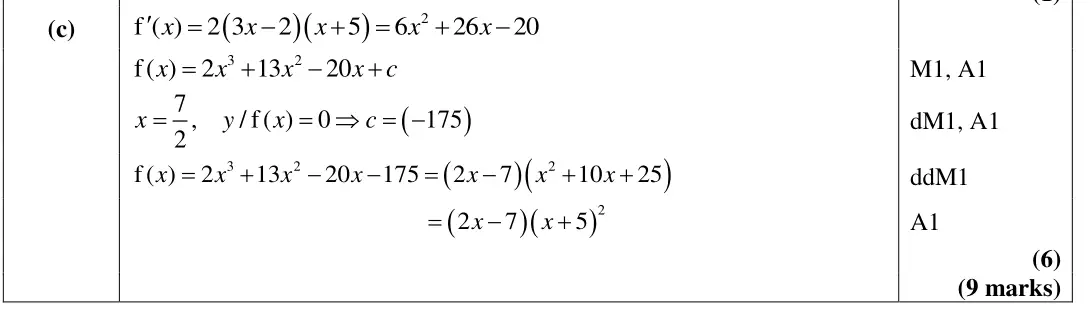 (c) f′(x) = 2(3x − 2)(x + 5) = 6x² + 26x − 20
f(x) = 2x³ + 13x² − 20x + c M1, A1
x = 7/2, y / f(x) = 0 ⇒ c = (−175) dM1, A1
f(x) = 2x³ + 13x² − 20x − 175 = (2x − 7)(x² + 10x + 25) ddM1
= (2x − 7)(x + 5)² A1
(6)
(9 marks)